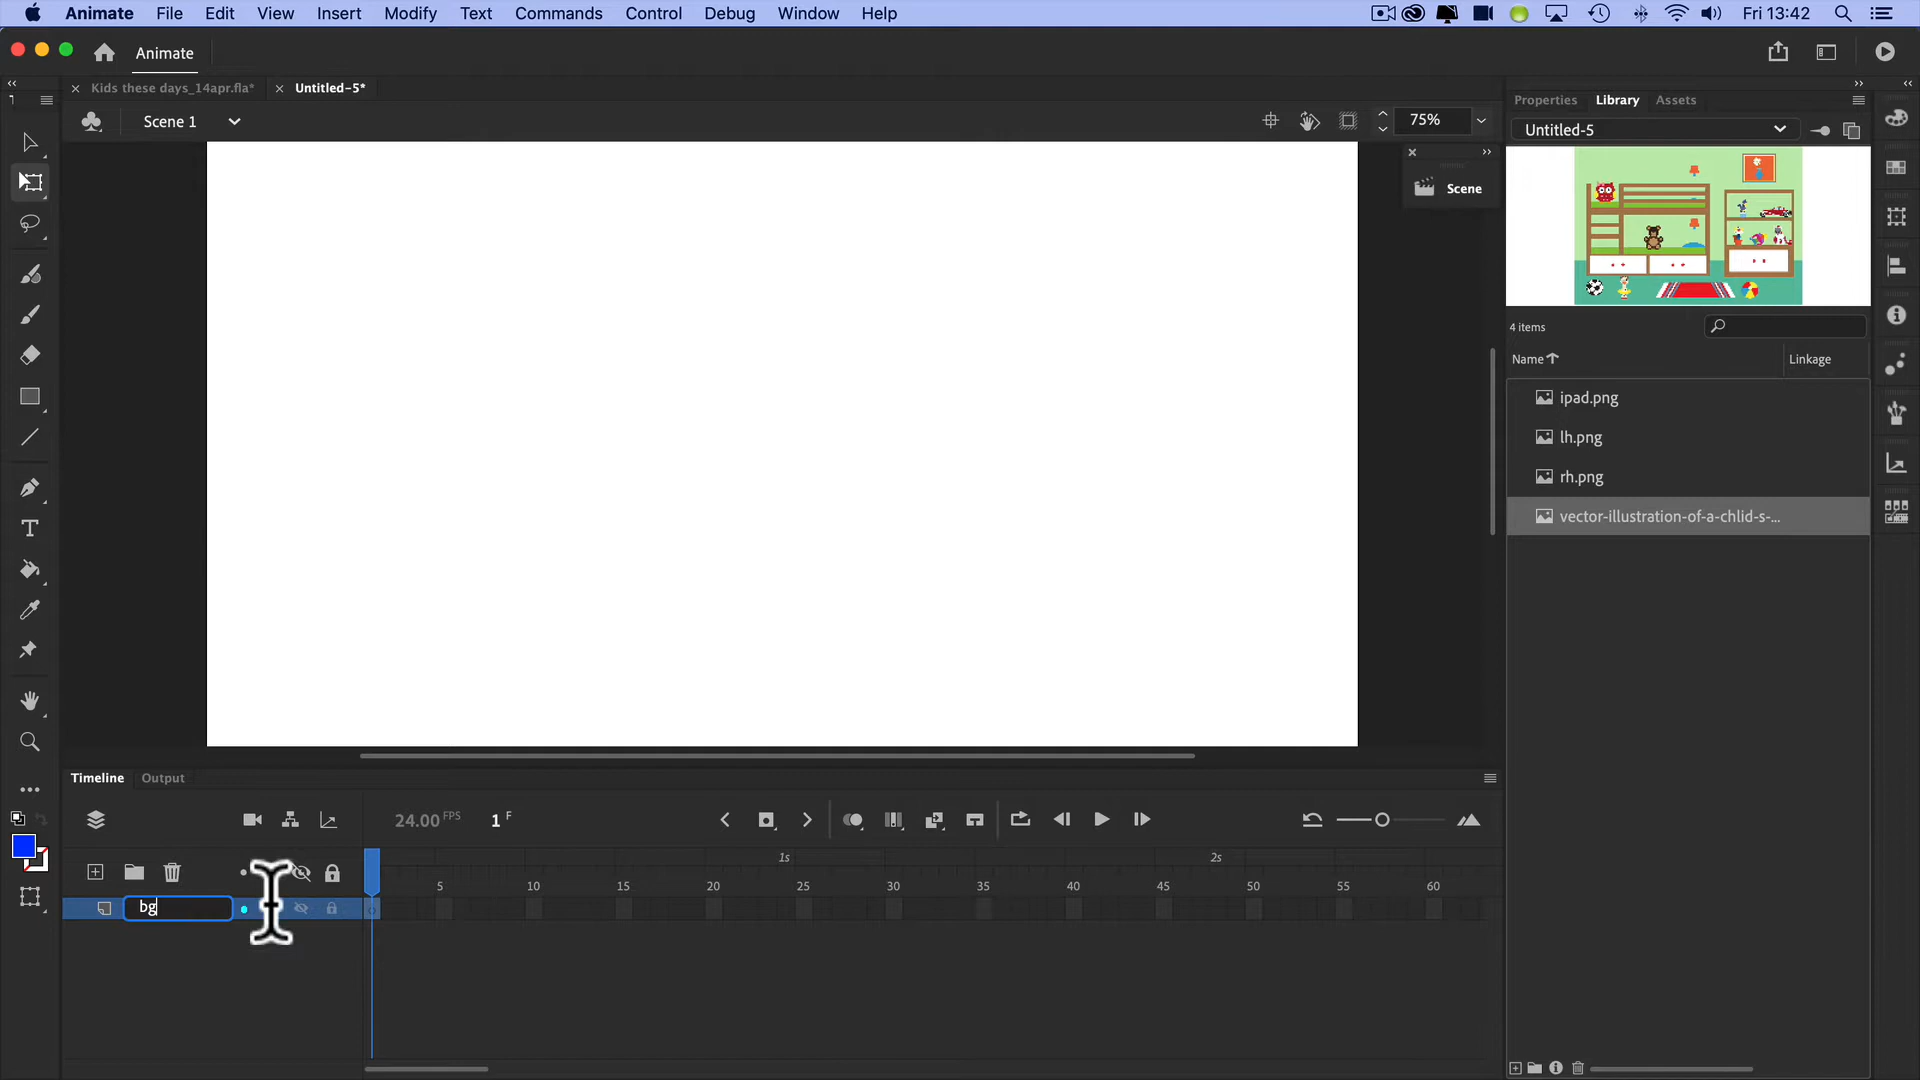 Animate File Edit View Insert Modify Text Commands Control Debug Window Help Fri 13:42
Animate
Kids these days_14apr.fla* Untitled-5*
Scene 1 75%
Scene
Properties Library Assets
Untitled-5
4 items
Name Linkage
ipad.png
lh.png
rh.png
vector-illustration-of-a-chlid-s-...
Timeline Output
24.00 FPS 1 F
1s 2s
5 10 15 20 25 30 35 40 45 50 55 60
bg